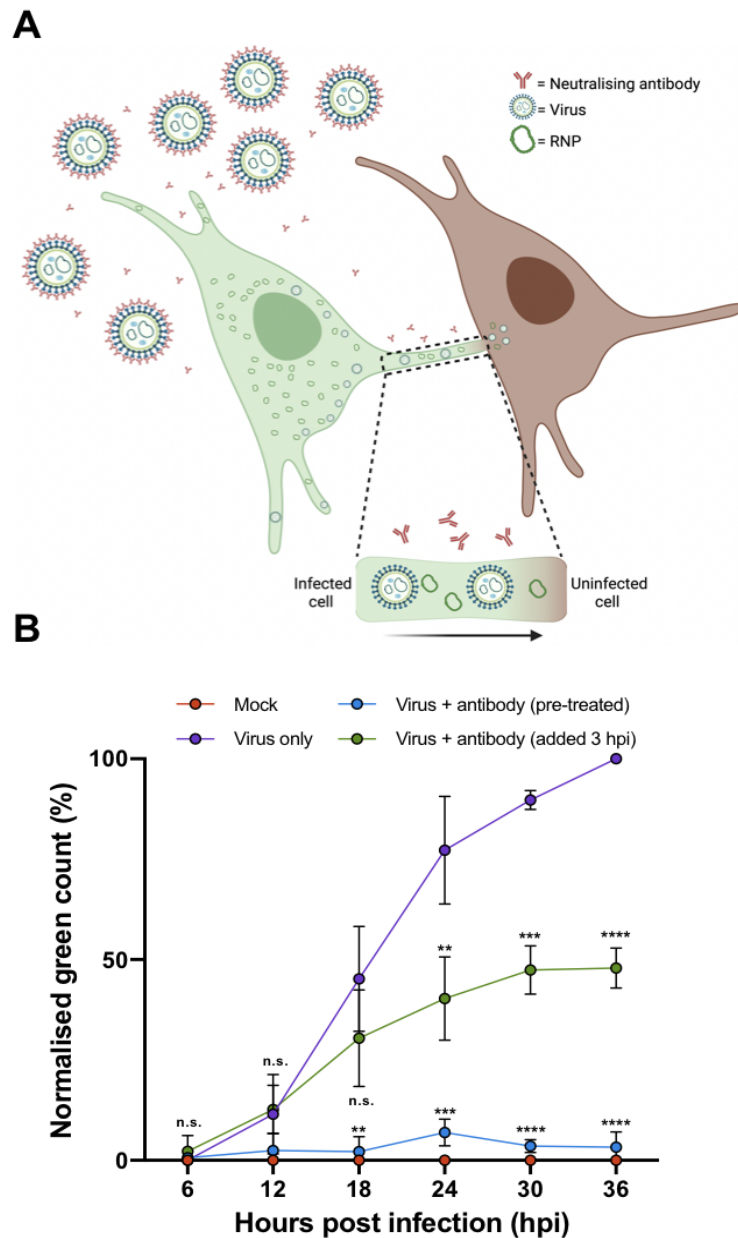 A
= Neutralising antibody
= Virus
= RNP
Infected
cell
Uninfected
cell
B
Mock
Virus + antibody (pre-treated)
Virus only
Virus + antibody (added 3 hpi)
Normalised green count (%)
100
50
0
n.s.
n.s.
n.s.
**
**
***
***
****
****
****
6
12
18
24
30
36
Hours post infection (hpi)